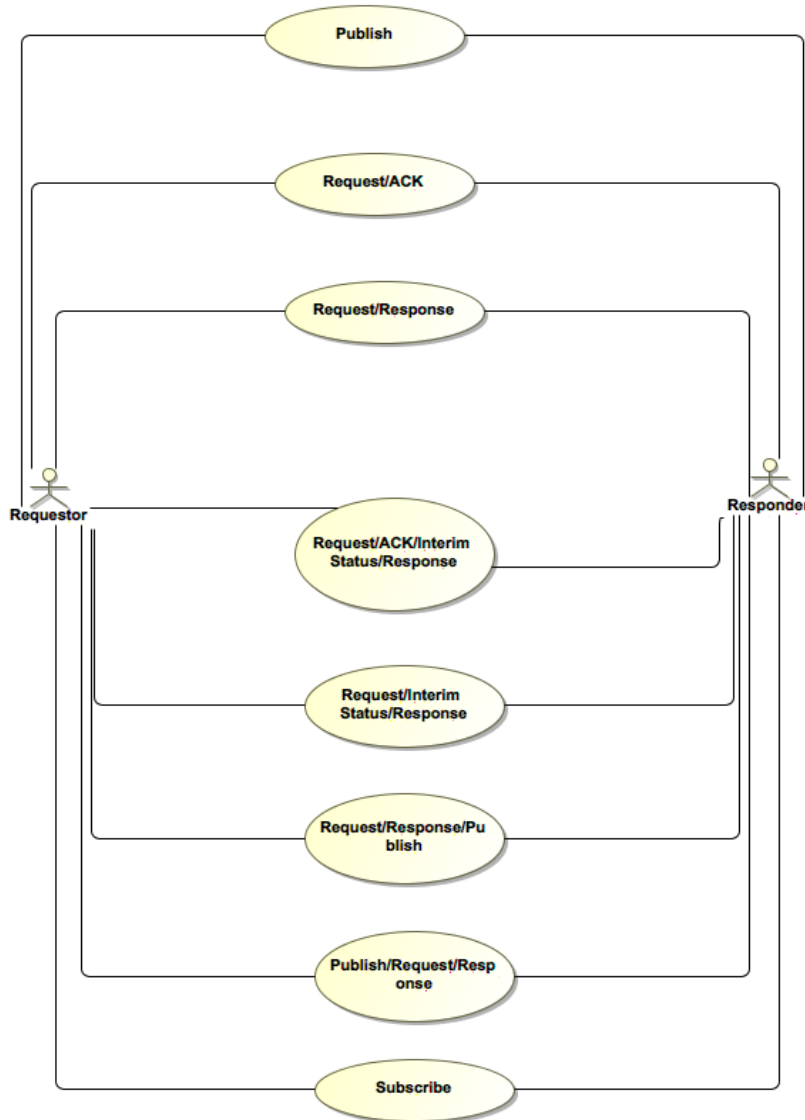 Publish
Request/ACK
Request/Response
Requestor
Responder
Request/ACK/Interim
Status/Response
Request/Interim
Status/Response
Request/Response/Pu
blish
Publish/Request/Resp
onse
Subscribe